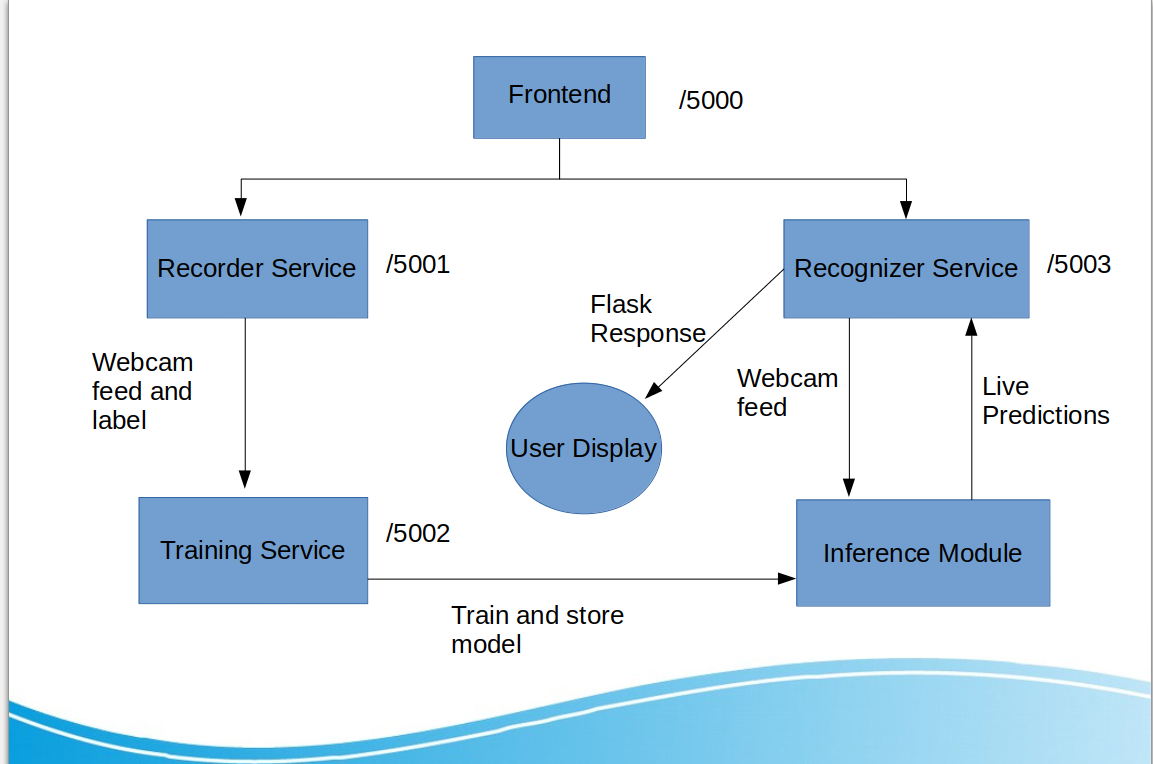 Frontend
/5000
Recorder Service
/5001
Recognizer Service
/5003
Flask
Response
Webcam
feed and
label
Webcam
feed
Live
Predictions
User Display
Training Service
/5002
Inference Module
Train and store
model